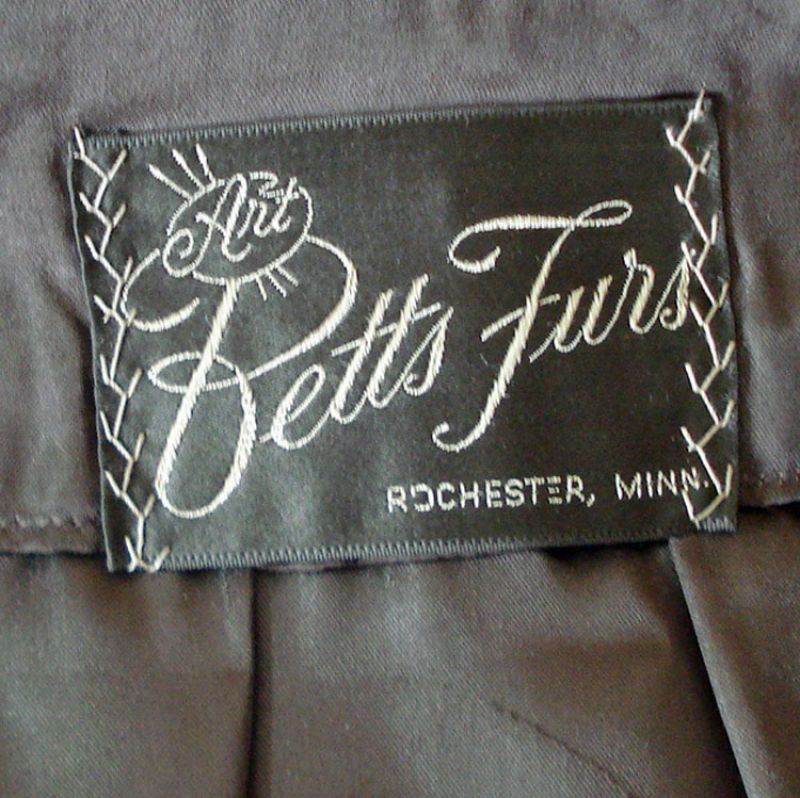 Art
Betts Furs
ROCHESTER, MINN.